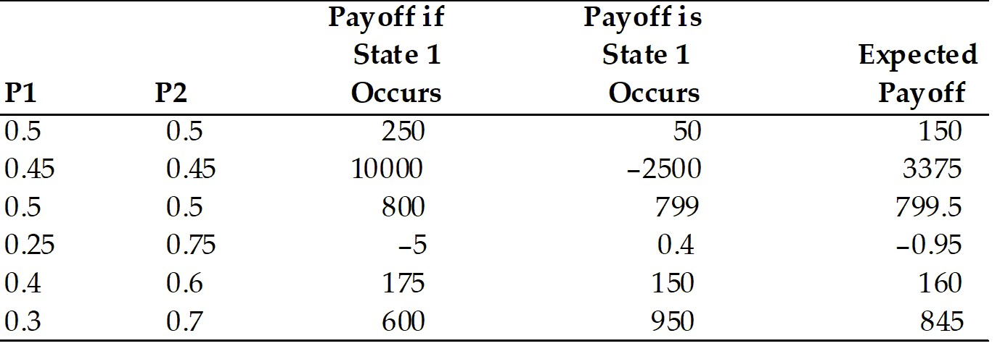 Payoff if Payoff is
State 1 State 1 Expected
P1 P2 Occurs Occurs Payoff
0.5 0.5 250 50 150
0.45 0.45 10000 –2500 3375
0.5 0.5 800 799 799.5
0.25 0.75 –5 0.4 –0.95
0.4 0.6 175 150 160
0.3 0.7 600 950 845